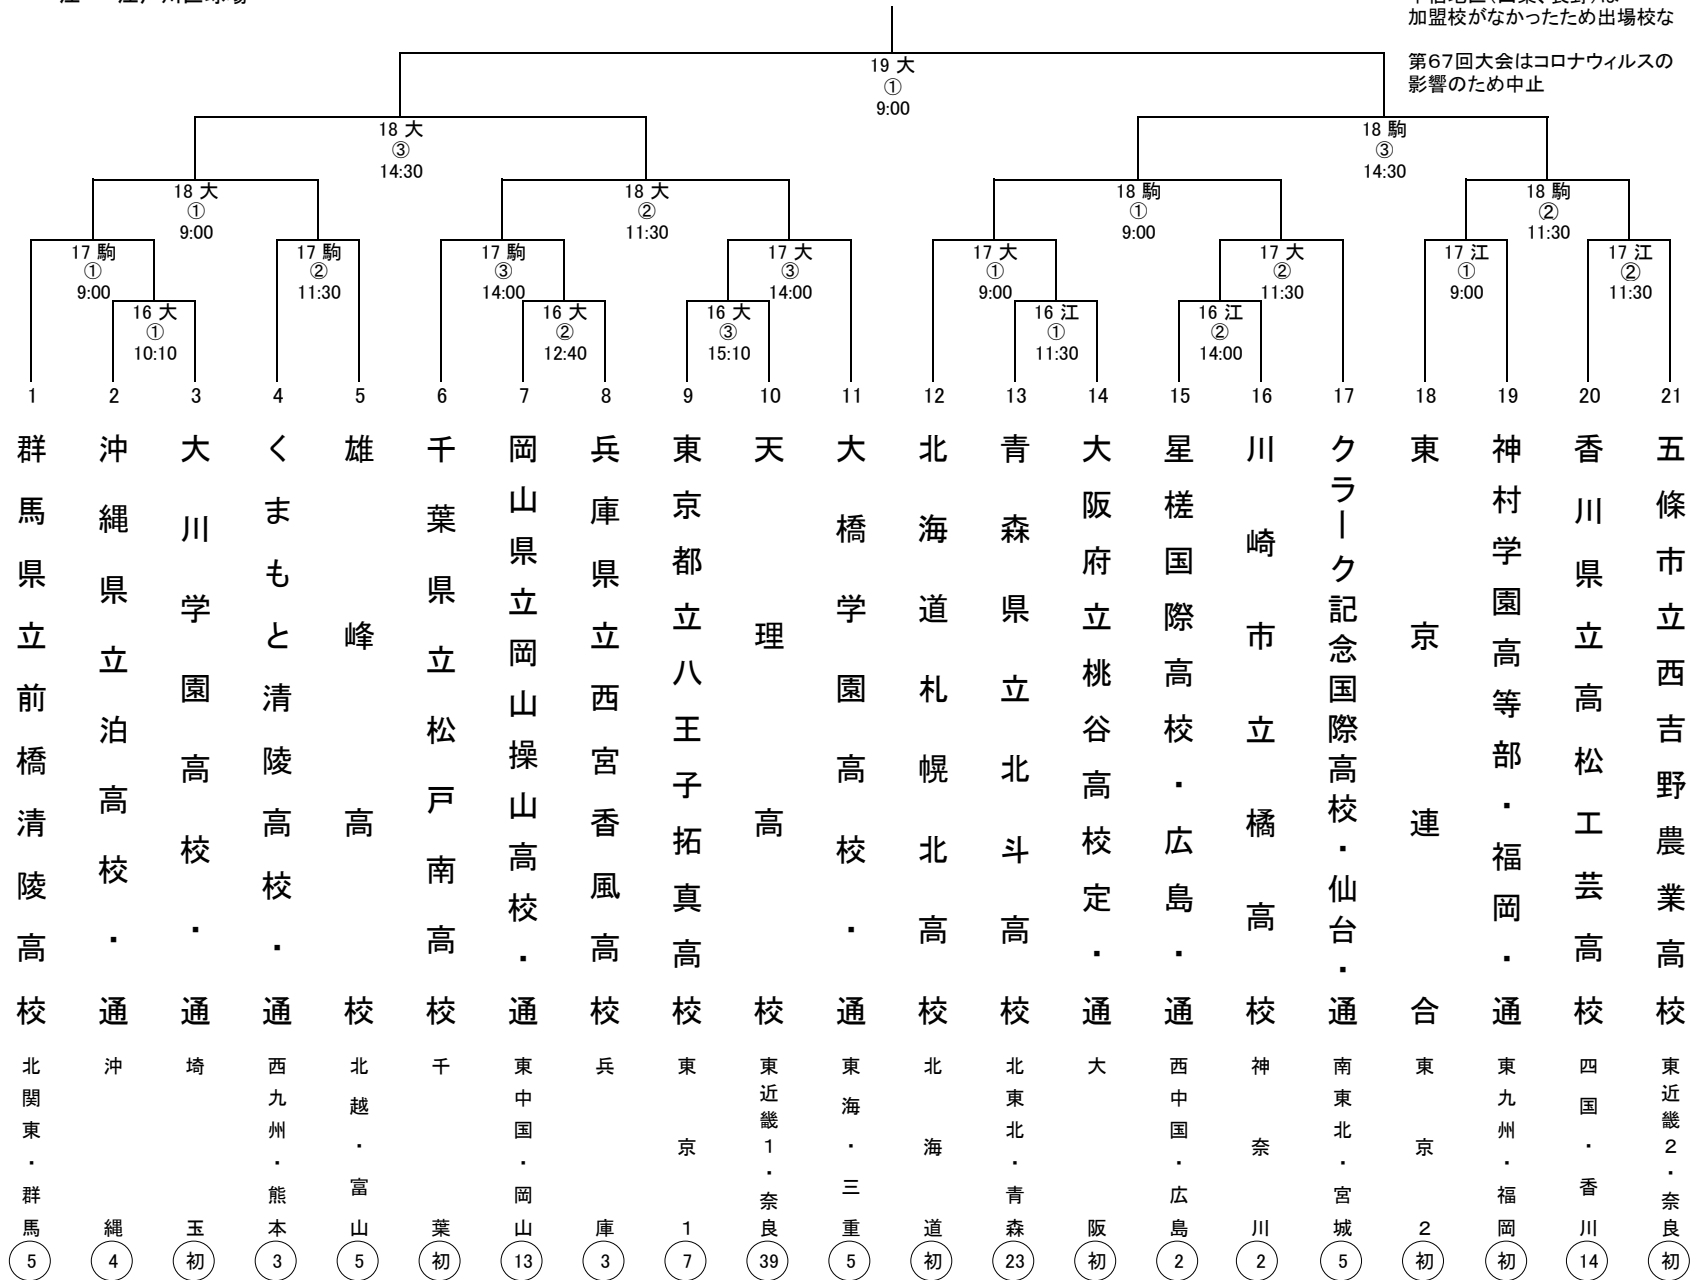 加盟校がなかったため出場校な
第67回大会はコロナウィルスの
影響のため中止
19 大
①
9:00
18 大
③
14:30
18 駒
③
14:30
18 大
①
9:00
18 大
②
11:30
18 駒
①
9:00
18 駒
②
11:30
17 駒
①
9:00
17 駒
②
11:30
17 駒
③
14:00
17 大
③
14:00
17 大
①
9:00
17 大
②
11:30
17 江
①
9:00
17 江
②
11:30
16 大
①
10:10
16 大
②
12:40
16 大
③
15:10
16 江
①
11:30
16 江
②
14:00
1 2 3 4 5 6 7 8 9 10 11 12 13 14 15 16 17 18 19 20 21
群馬県立前橋清陵高校
沖縄県立泊高校・通
大川学園高校・通
くまもと清陵高校・通
雄峰高校
千葉県立松戸南高校
岡山県立岡山操山高校・通
兵庫県立西宮香風高校
東京都立八王子拓真高校
天理高校
大橋学園高校・通
北海道札幌北高校
青森県立北斗高校
大阪府立桃谷高校定・通
星槎国際高校・広島・通
川崎市立橘高校
クラーク記念国際高校・仙台・通
東京連合
神村学園高等部・福岡・通
香川県立高松工芸高校
五條市立西吉野農業高校
北関東・群馬
沖縄
埼玉
西九州・熊本
北越・富山
千葉
東中国・岡山
兵庫
東京1
東近畿1・奈良
東海・三重
北海道
北東北・青森
大阪
西中国・広島
神奈川
南東北・宮城
東京2
東九州・福岡
四国・香川
東近畿2・奈良
5 4 初 3 5 初 13 3 7 39 5 初 23 初 2 2 5 初 初 14 初